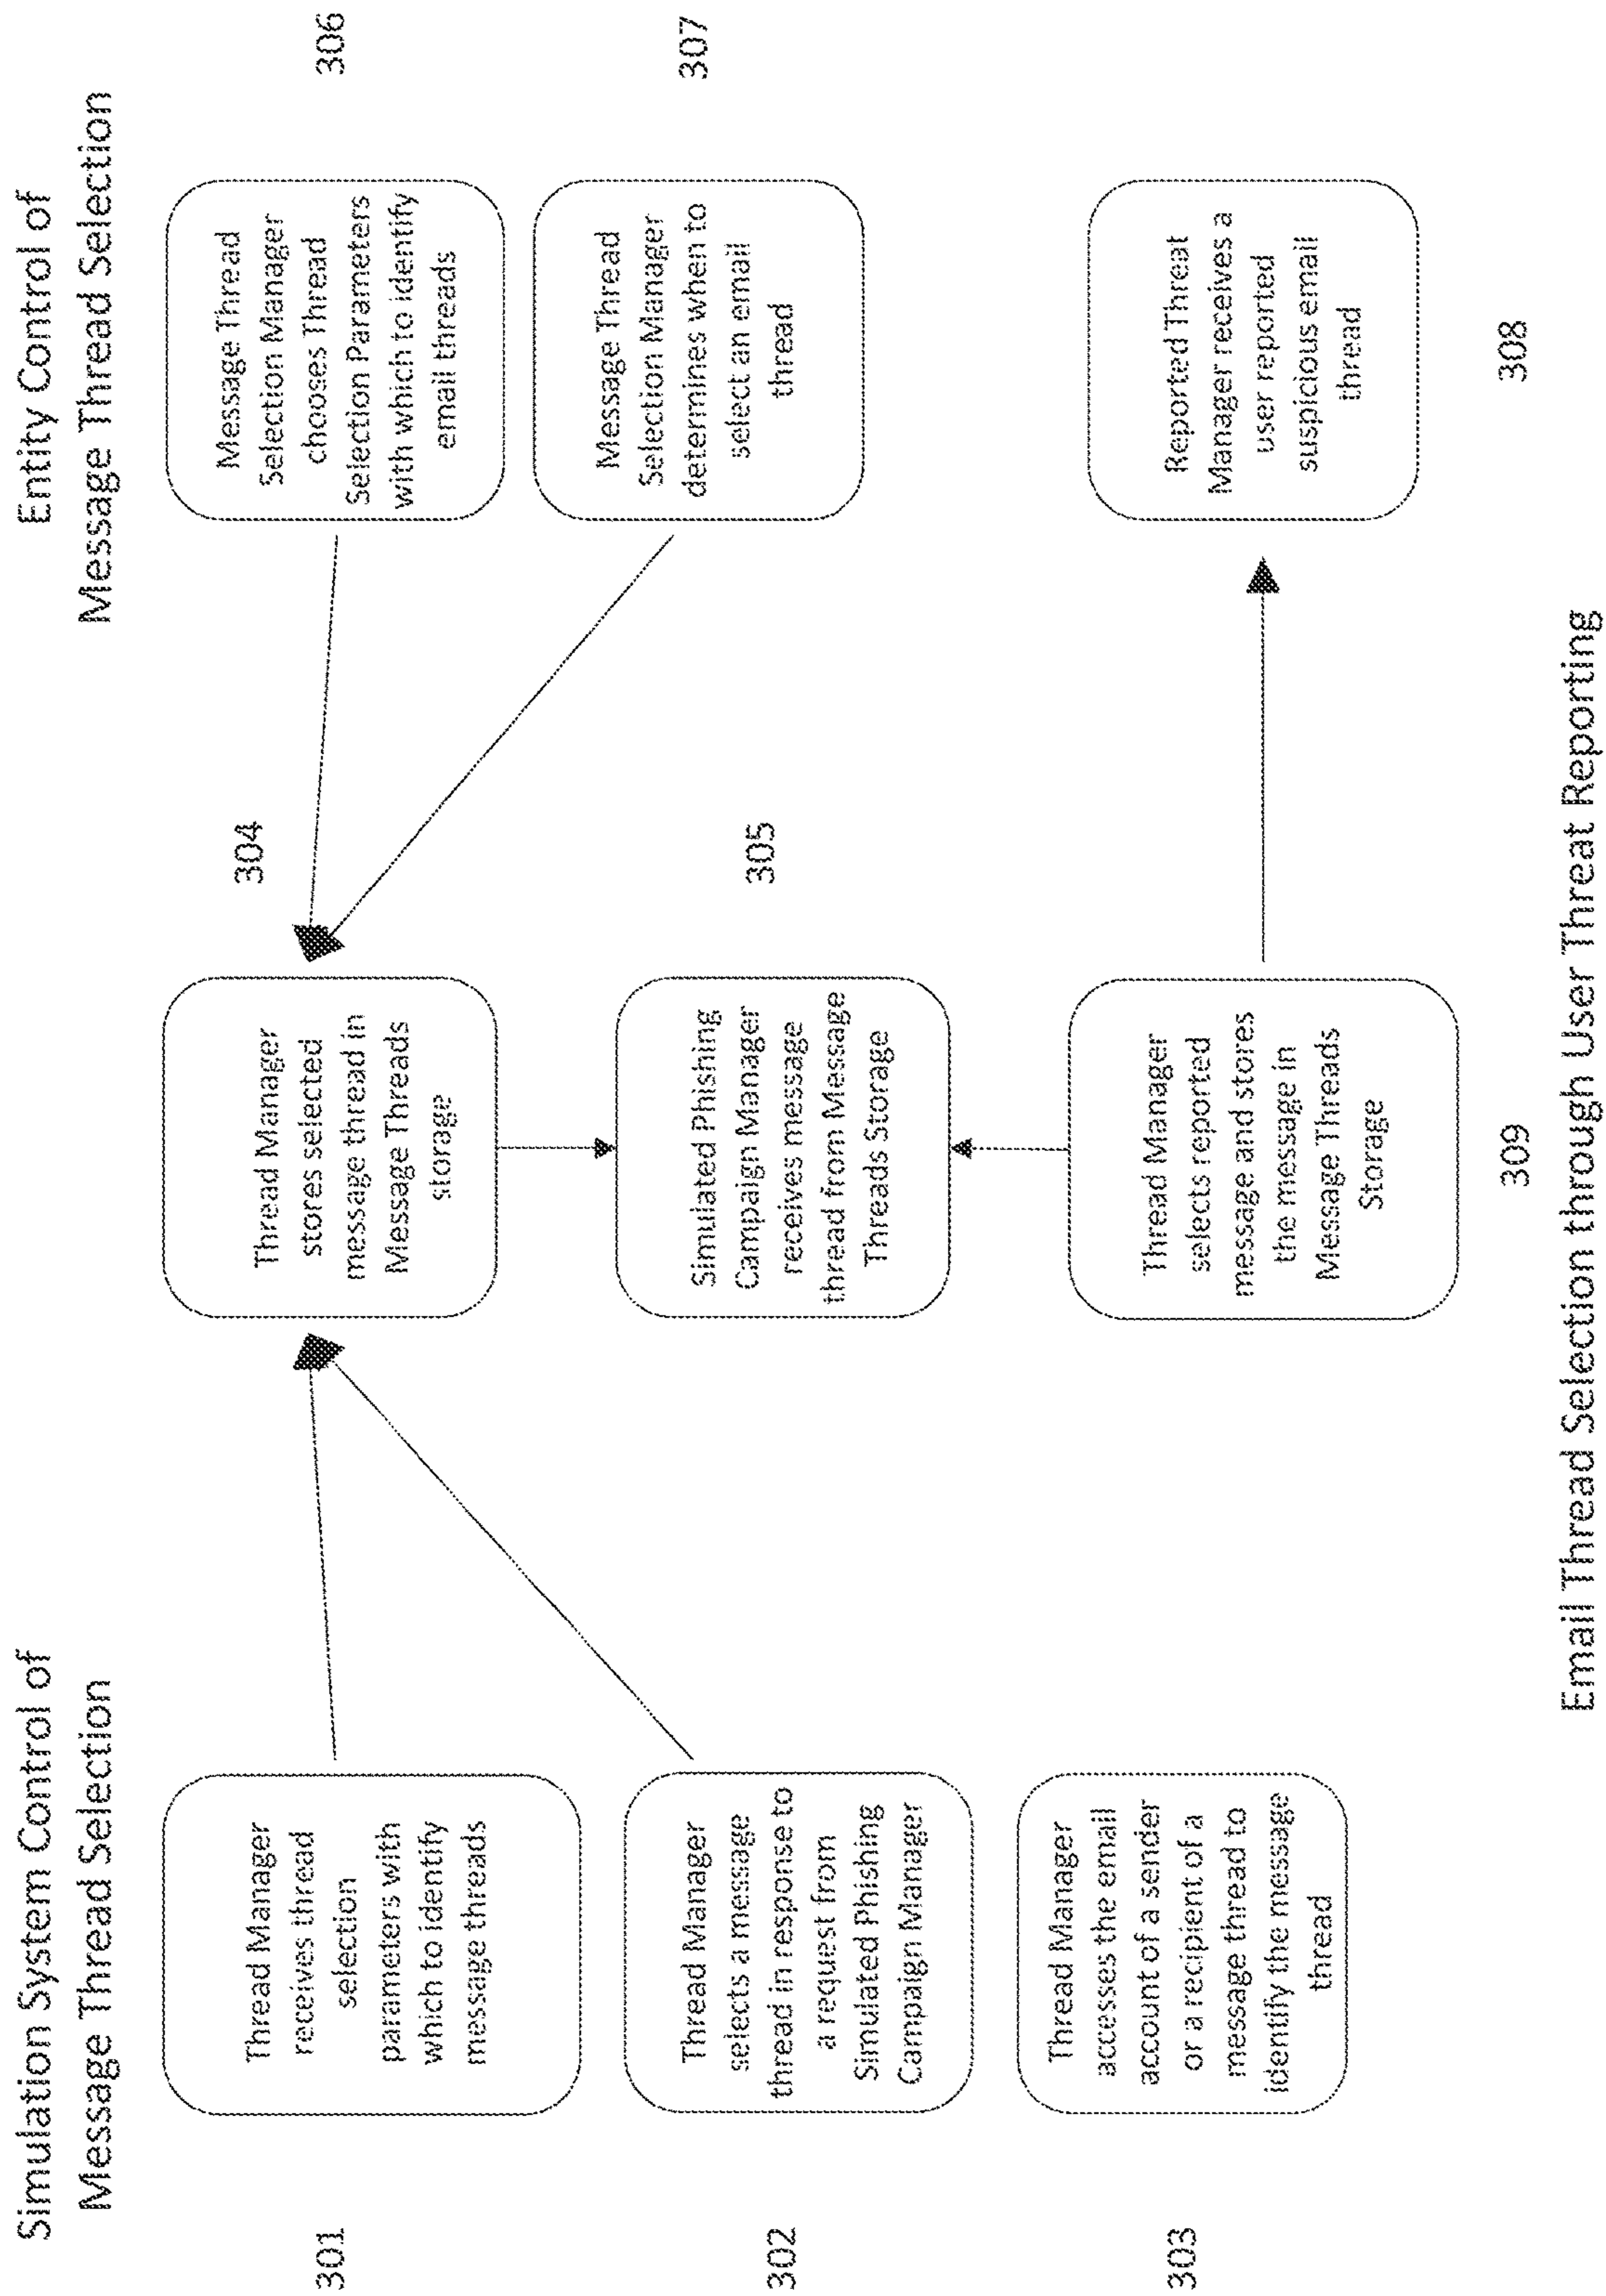 Simulation System Control of
Message Thread Selection
Entity Control of
Message Thread Selection
301
Thread Manager
receives thread
selection
parameters with
which to identify
message threads
302
Thread Manager
selects a message
thread in response to
a request from
Simulated Phishing
Campaign Manager
303
Thread Manager
accesses the email
account of a sender
or a recipient of a
message thread to
identify the message
thread
304
Thread Manager
stores selected
message thread in
Message Threads
storage
305
Simulated Phishing
Campaign Manager
receives message
thread from Message
Threads Storage
Thread Manager
selects reported
message and stores
the message in
Message Threads
Storage
309
306
Message Thread
Selection Manager
chooses Thread
Selection Parameters
with which to identify
email threads
307
Message Thread
Selection Manager
determines when to
select an email
thread
Reported Threat
Manager receives a
user reported
suspicious email
thread
308
Email Thread Selection through User Threat Reporting